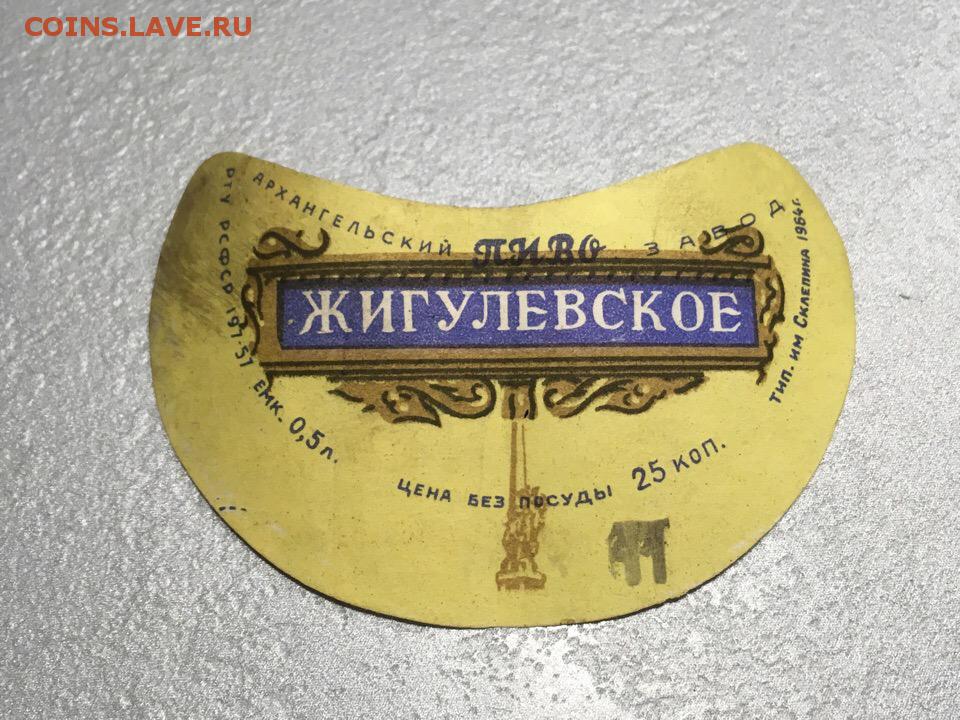 COINS.LAVE.RU
АРХАНГЕЛЬСКИЙ ПИВО ЗАВОД
ЖИГУЛЕВСКОЕ
РТУ РСФСР 197-57 ЕМК. 0,5 л.
ЦЕНА БЕЗ ПОСУДЫ 25 КОП.
ТИП. ИМ СКЛЕПИНА 1964г.